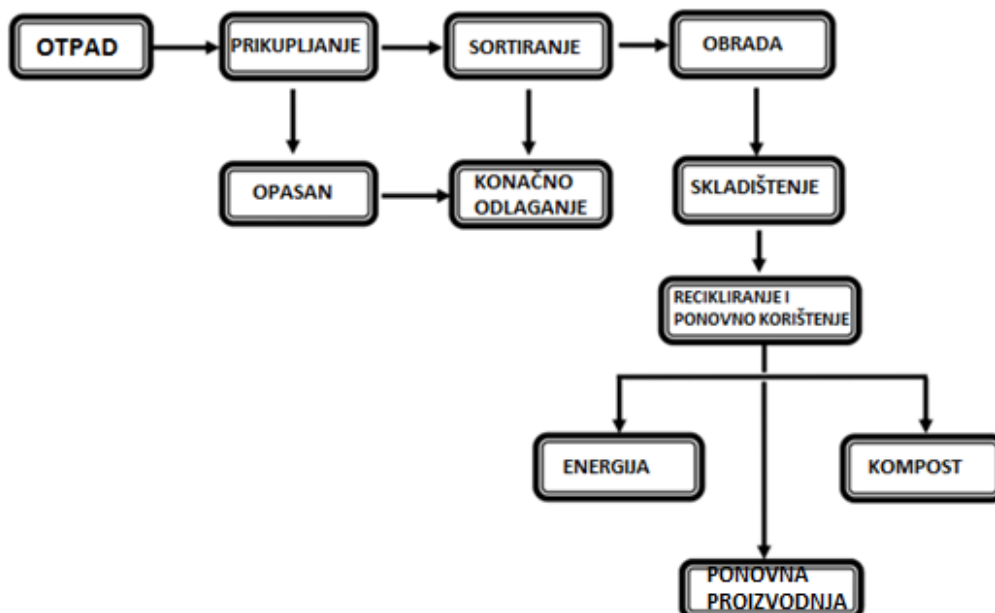 OTPAD
PRIKUPLJANJE
SORTIRANJE
OBRADA
OPASAN
KONAČNO
ODLAGANJE
SKLADIŠTENJE
RECIKLIRANJE I
PONOVNO KORIŠTENJE
ENERGIJA
KOMPOST
PONOVNA
PROIZVODNJA